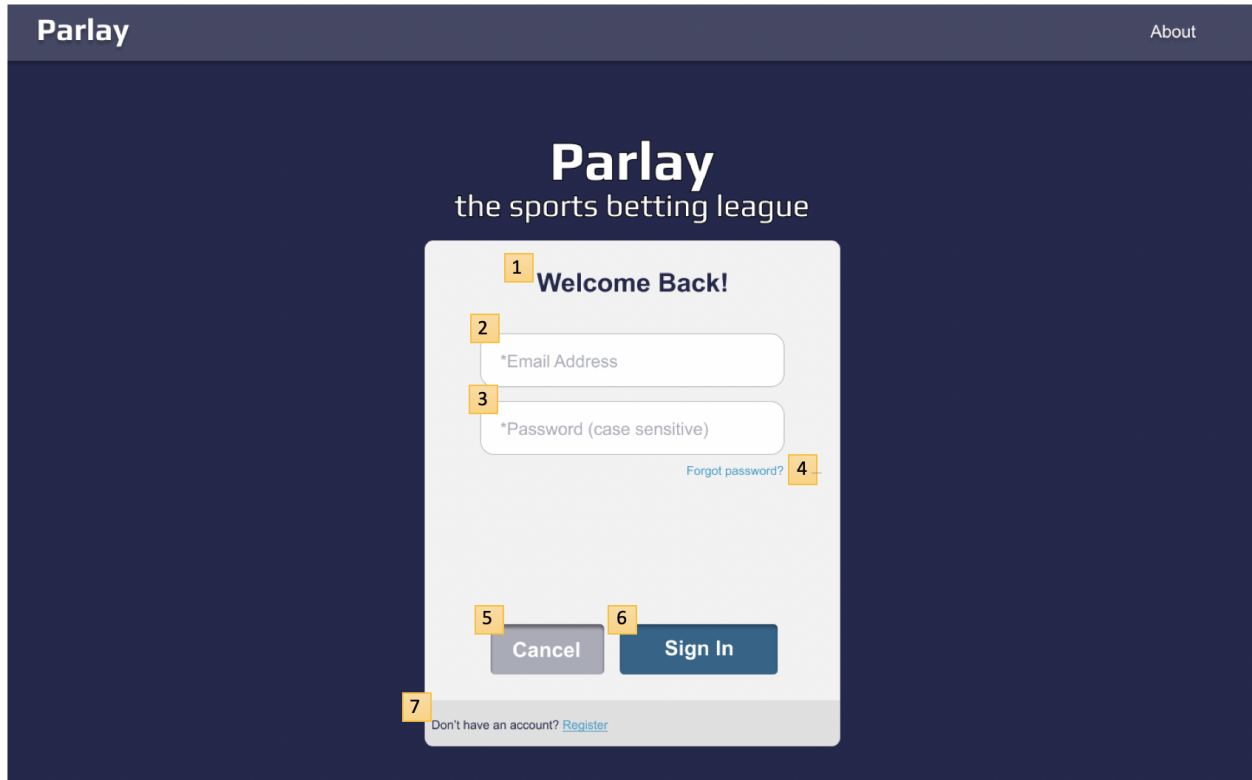 Parlay
About
Parlay
the sports betting league
1
Welcome Back!
2
*Email Address
3
*Password (case sensitive)
Forgot password? 4
5
Cancel
6
Sign In
7
Don't have an account? Register